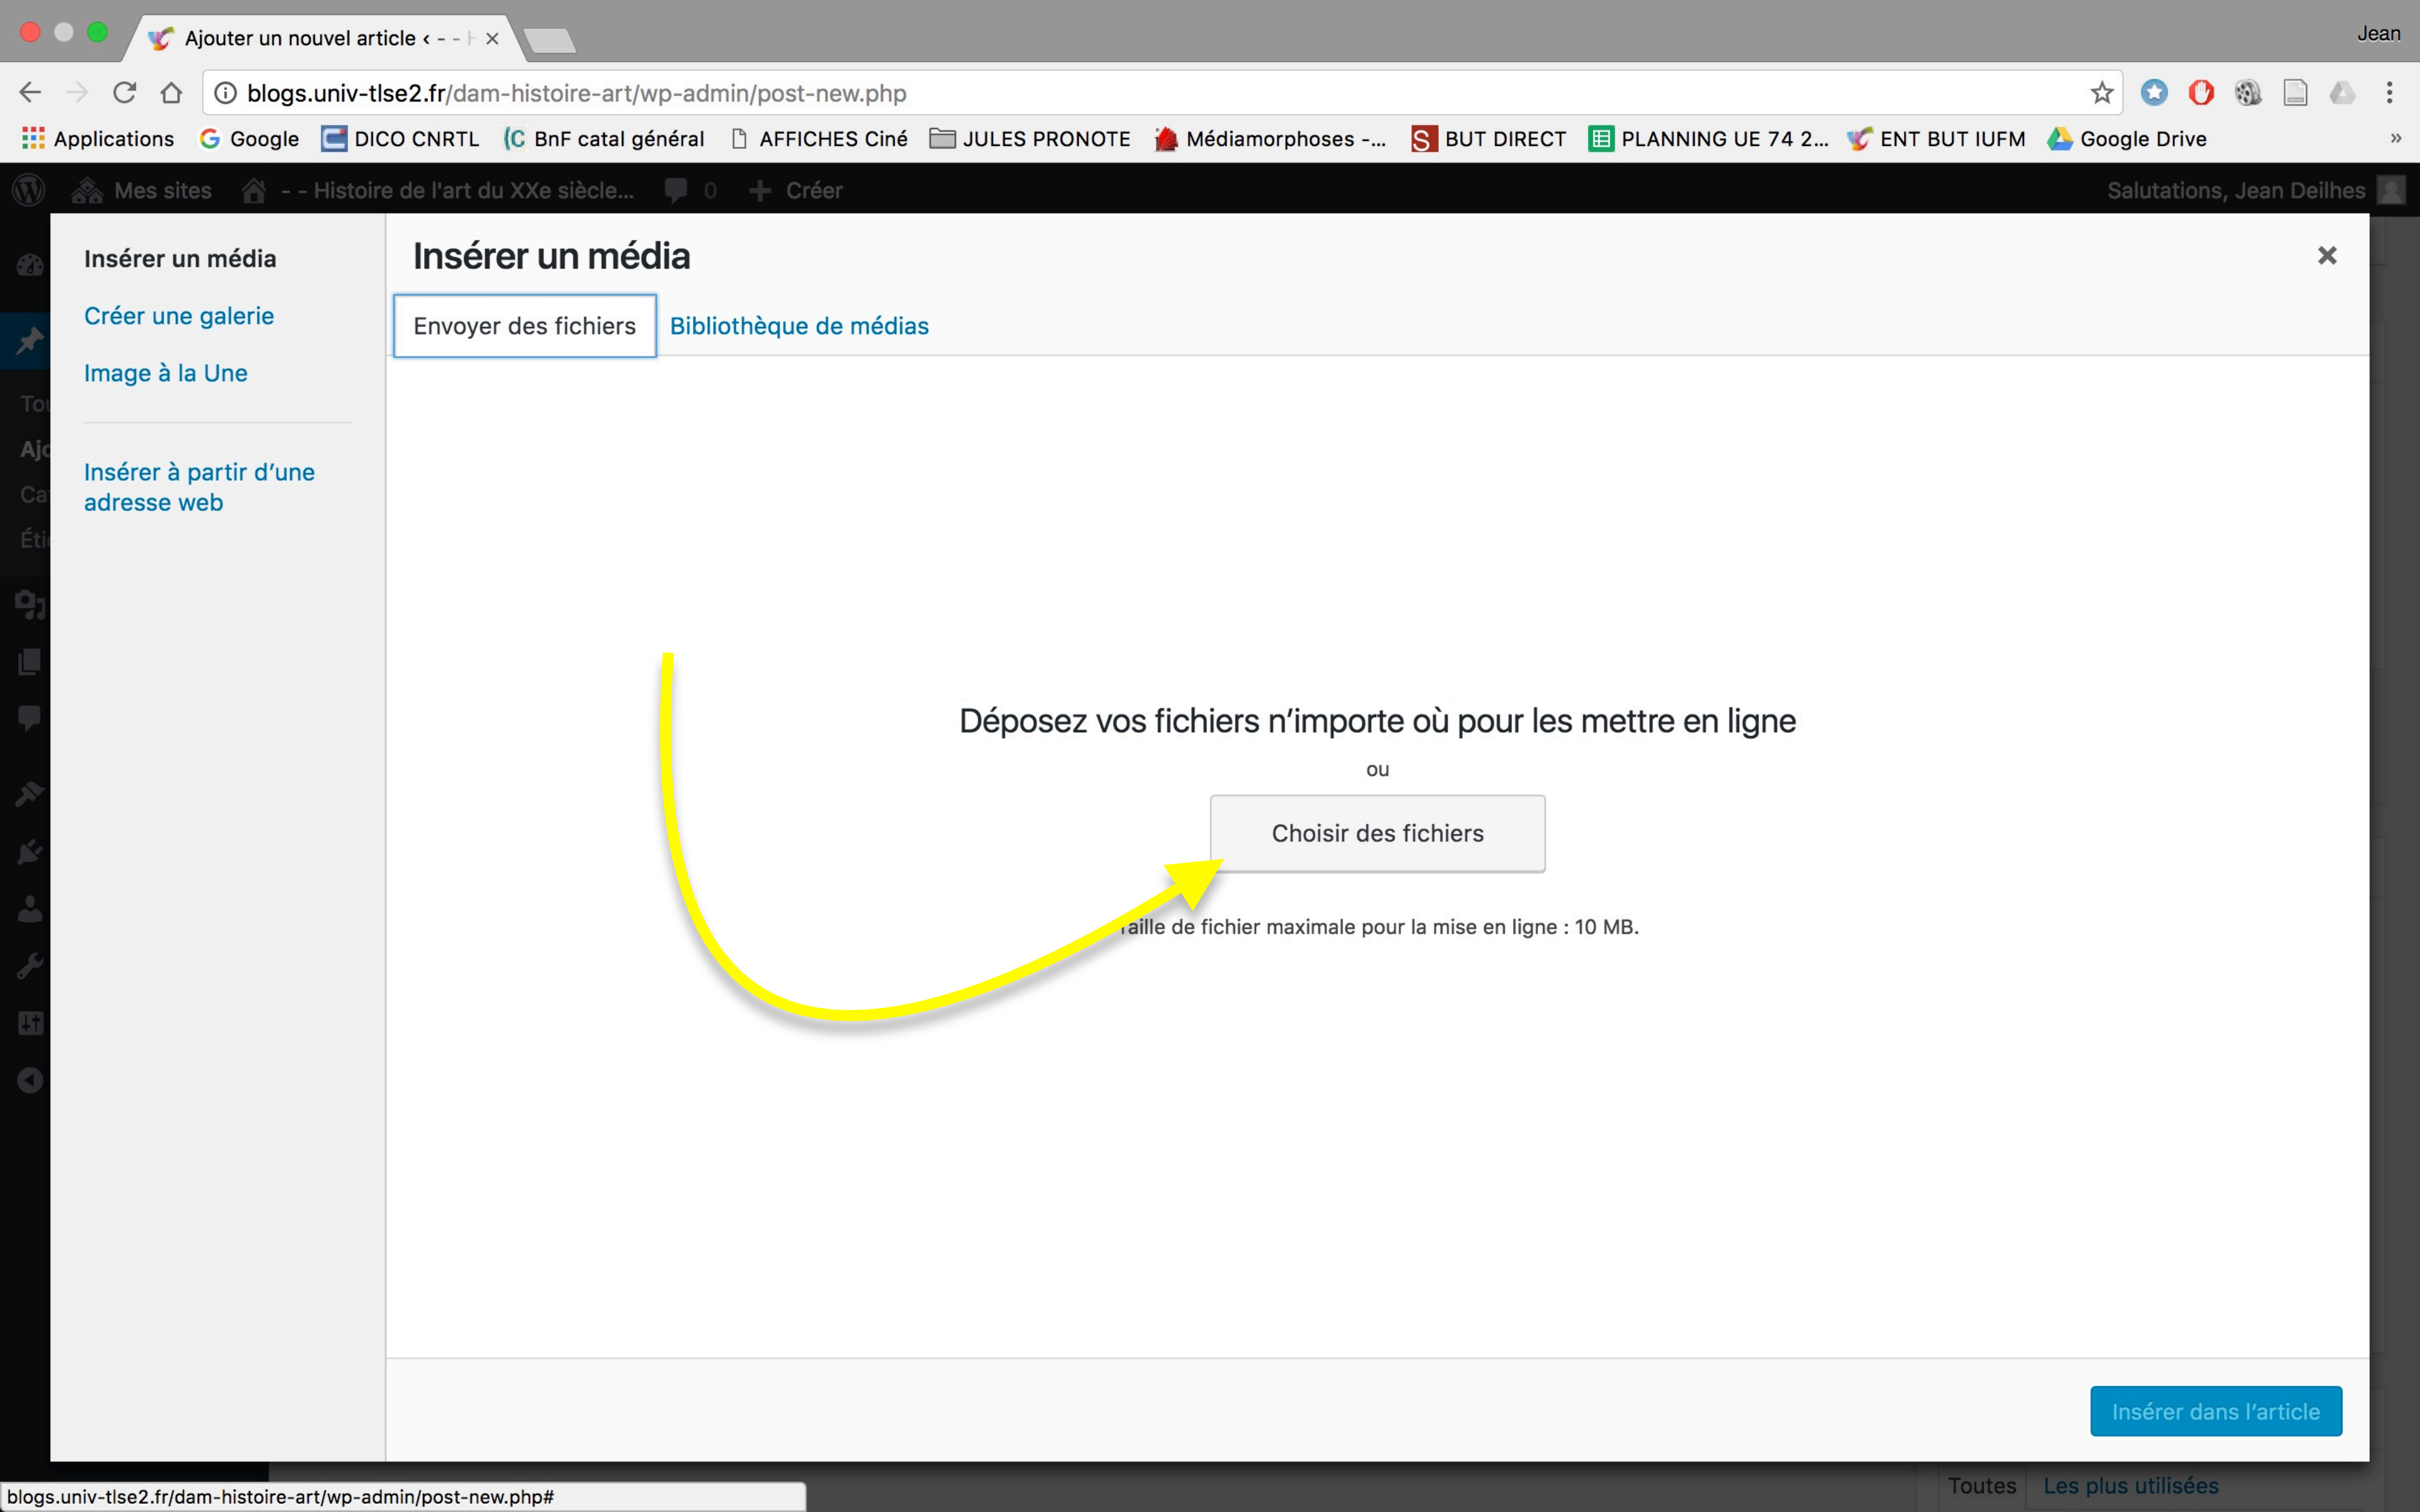 Ajouter un nouvel article ‹ - -
Jean
blogs.univ-tlse2.fr/dam-histoire-art/wp-admin/post-new.php
Applications Google DICO CNRTL BnF catal général AFFICHES Ciné JULES PRONOTE Médiamorphoses -... BUT DIRECT PLANNING UE 74 2... ENT BUT IUFM Google Drive »
Mes sites - - Histoire de l'art du XXe siècle... 0 Créer Salutations, Jean Deilhes
Insérer un média
Créer une galerie
Image à la Une
Insérer à partir d’une
adresse web
Insérer un média
Envoyer des fichiers Bibliothèque de médias
Déposez vos fichiers n’importe où pour les mettre en ligne
ou
Choisir des fichiers
de fichier maximale pour la mise en ligne : 10 MB.
Insérer dans l’article
Toutes Les plus utilisées
blogs.univ-tlse2.fr/dam-histoire-art/wp-admin/post-new.php#